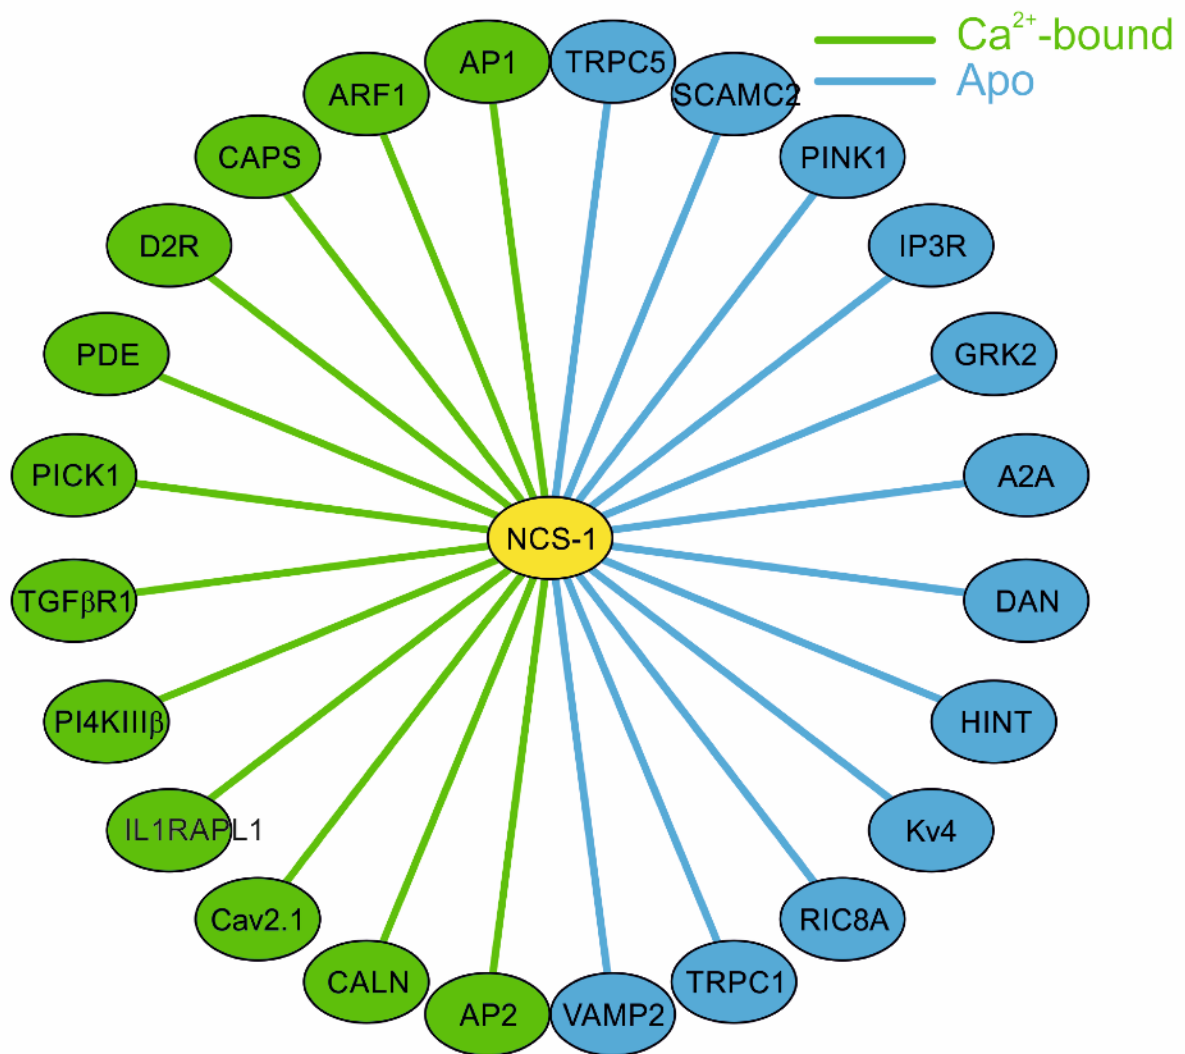 Ca²⁺-bound
Apo
AP1
TRPC5
ARF1
SCAMC2
CAPS
PINK1
D2R
IP3R
PDE
GRK2
PICK1
A2A
NCS-1
TGFβR1
DAN
PI4KIIIβ
HINT
IL1RAPL1
Kv4
Cav2.1
RIC8A
CALN
TRPC1
AP2
VAMP2